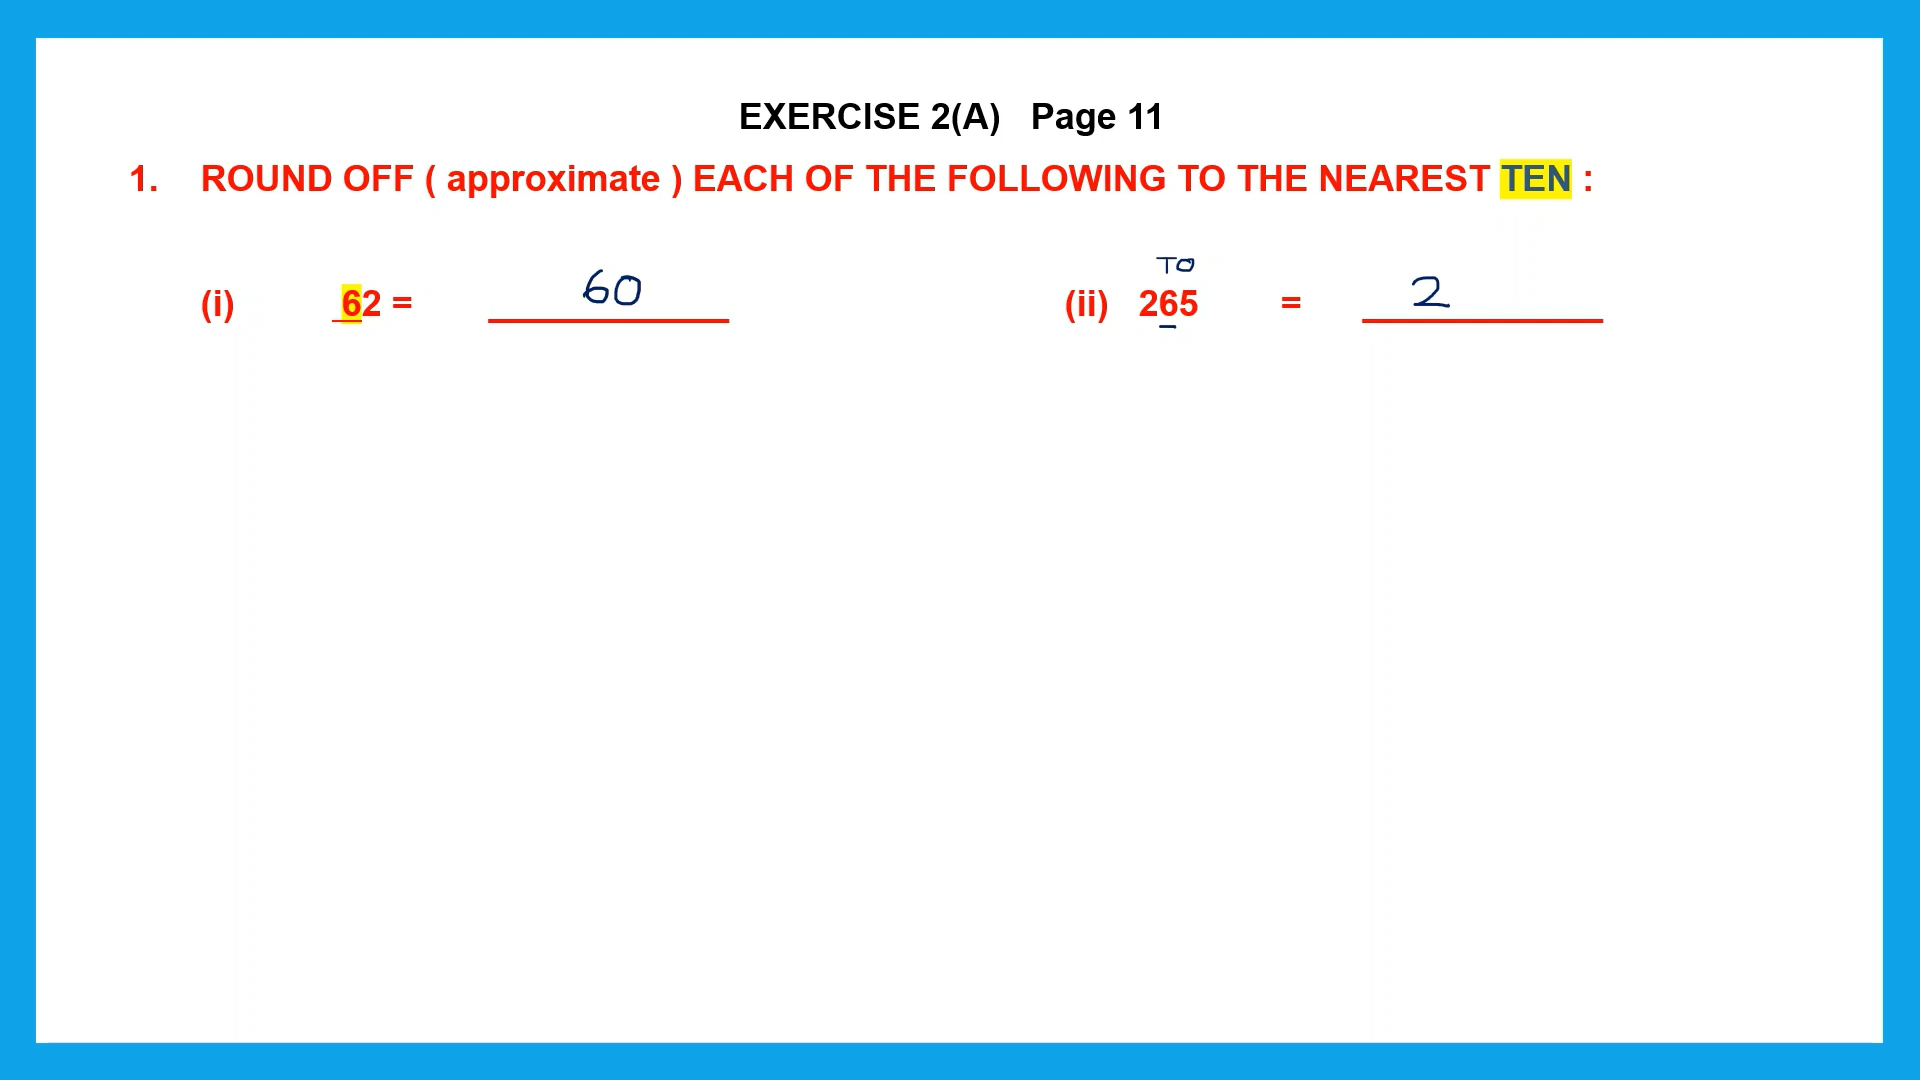 EXERCISE 2(A) Page 11
1. ROUND OFF ( approximate ) EACH OF THE FOLLOWING TO THE NEAREST TEN :
TO
(i) 62 = 60 (ii) 265 = 2